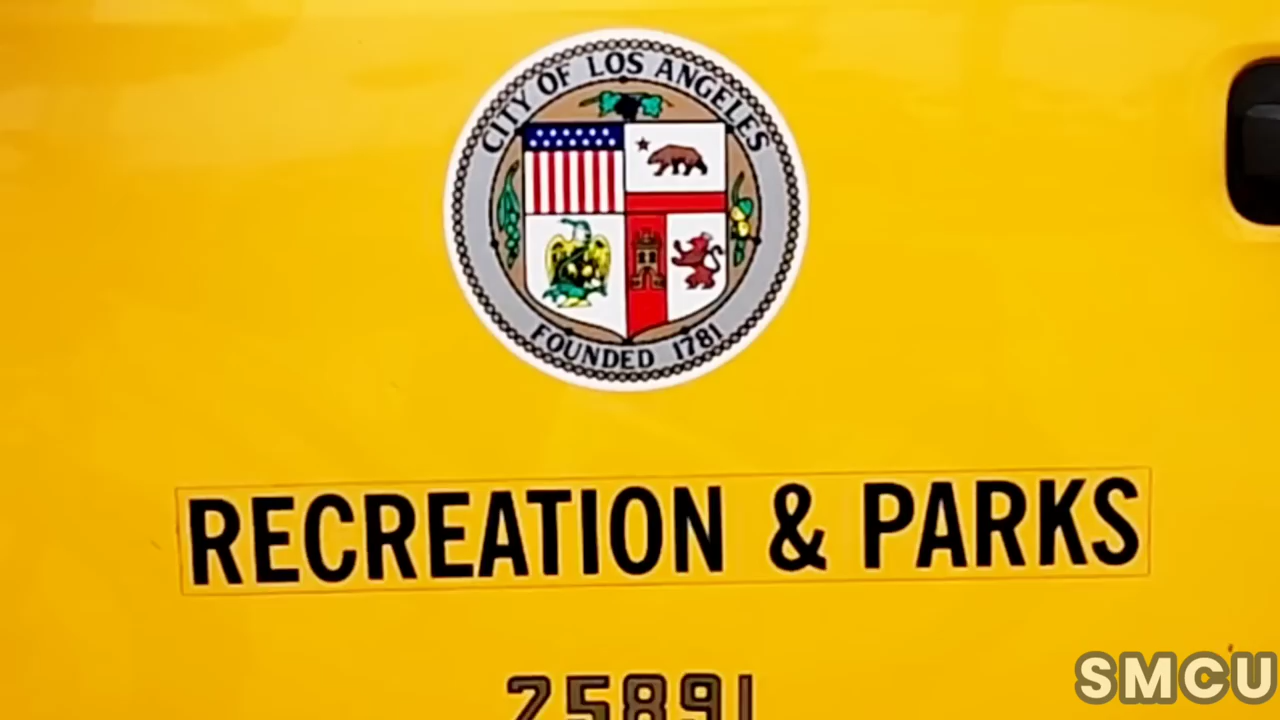 CITY OF LOS ANGELES
FOUNDED 1781
RECREATION & PARKS
25891
SMCU